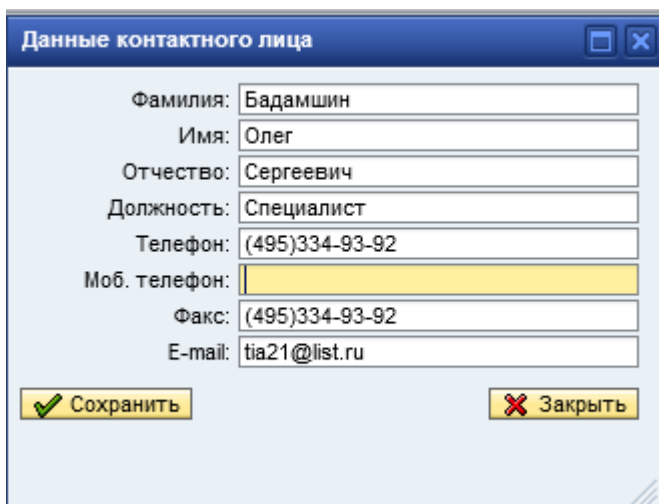 Данные контактного лица
Фамилия: Бадамшин
Имя: Олег
Отчество: Сергеевич
Должность: Специалист
Телефон: (495)334-93-92
Моб. телефон:
Факс: (495)334-93-92
E-mail: tia21@list.ru
Сохранить Закрыть